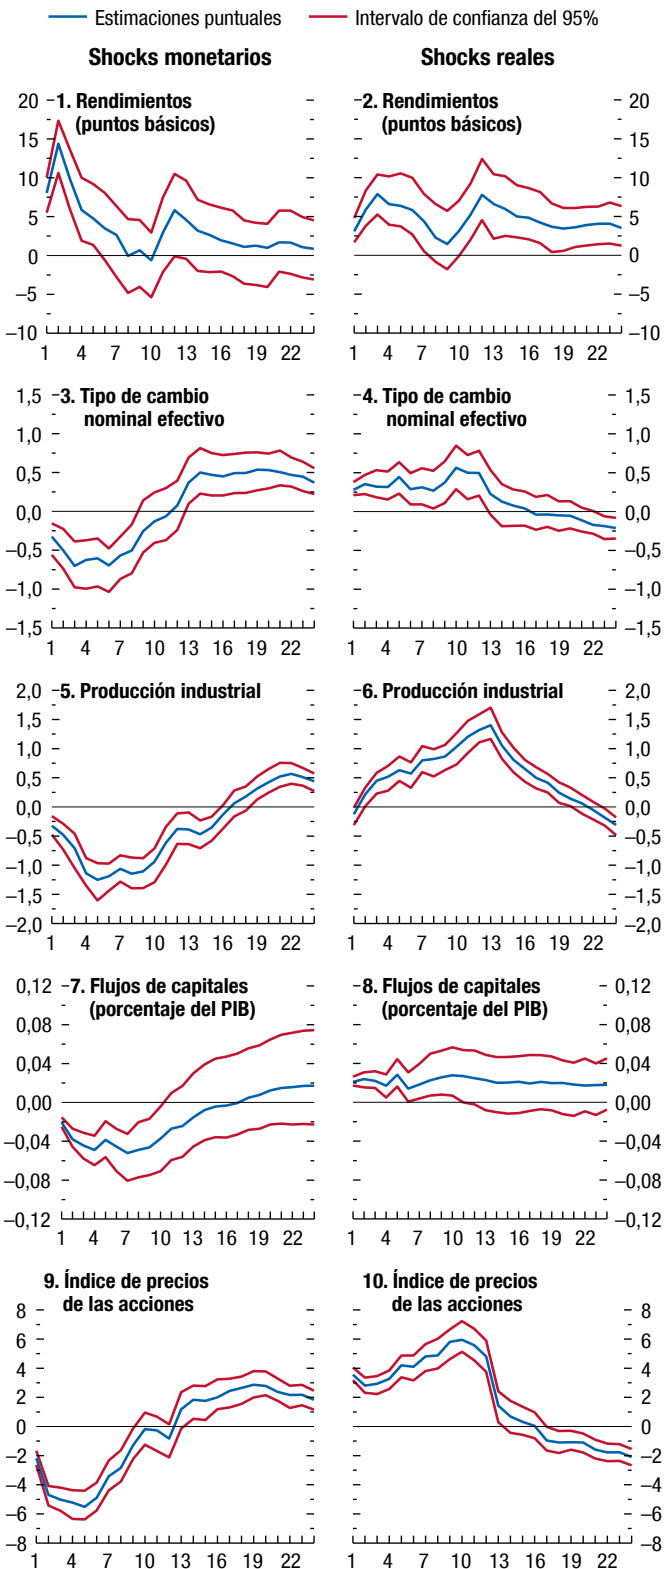 Estimaciones puntuales
Intervalo de confianza del 95%
Shocks monetarios
Shocks reales
1. Rendimientos
(puntos básicos)
20
15
10
5
0
–5
–10
1 4 7 10 13 16 19 22
2. Rendimientos
(puntos básicos)
20
15
10
5
0
–5
–10
1 4 7 10 13 16 19 22
3. Tipo de cambio
nominal efectivo
1,5
1,0
0,5
0,0
–0,5
–1,0
–1,5
1 4 7 10 13 16 19 22
4. Tipo de cambio
nominal efectivo
1,5
1,0
0,5
0,0
–0,5
–1,0
–1,5
1 4 7 10 13 16 19 22
5. Producción industrial
2,0
1,5
1,0
0,5
0,0
–0,5
–1,0
–1,5
–2,0
1 4 7 10 13 16 19 22
6. Producción industrial
2,0
1,5
1,0
0,5
0,0
–0,5
–1,0
–1,5
–2,0
1 4 7 10 13 16 19 22
7. Flujos de capitales
(porcentaje del PIB)
0,12
0,08
0,04
0,00
–0,04
–0,08
–0,12
1 4 7 10 13 16 19 22
8. Flujos de capitales
(porcentaje del PIB)
0,12
0,08
0,04
0,00
–0,04
–0,08
–0,12
1 4 7 10 13 16 19 22
9. Índice de precios
de las acciones
8
6
4
2
0
–2
–4
–6
–8
1 4 7 10 13 16 19 22
10. Índice de precios
de las acciones
8
6
4
2
0
–2
–4
–6
–8
1 4 7 10 13 16 19 22